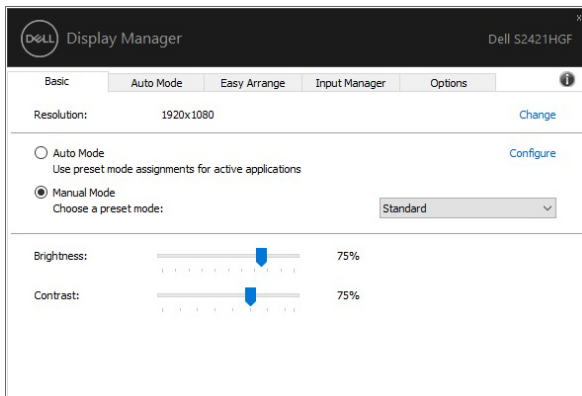 DELL Display Manager Dell S2421HGF
Basic Auto Mode Easy Arrange Input Manager Options
Resolution: 1920x1080 Change
Auto Mode Configure
Use preset mode assignments for active applications
Manual Mode
Choose a preset mode: Standard
Brightness: 75%
Contrast: 75%